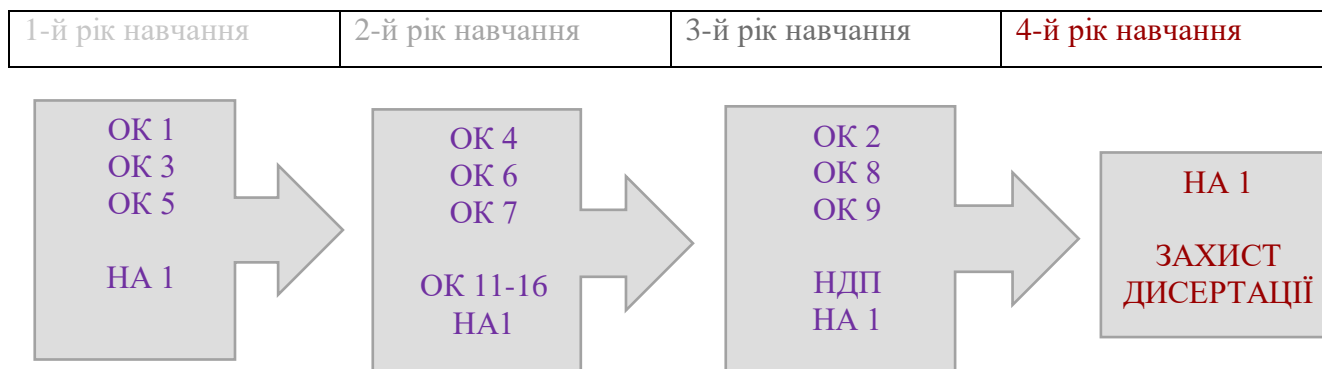 1-й рік навчання
2-й рік навчання
3-й рік навчання
4-й рік навчання
ОК 1
ОК 3
ОК 5
НА 1
ОК 4
ОК 6
ОК 7
ОК 11-16
НА1
ОК 2
ОК 8
ОК 9
НДП
НА 1
НА 1
ЗАХИСТ
ДИСЕРТАЦІЇ